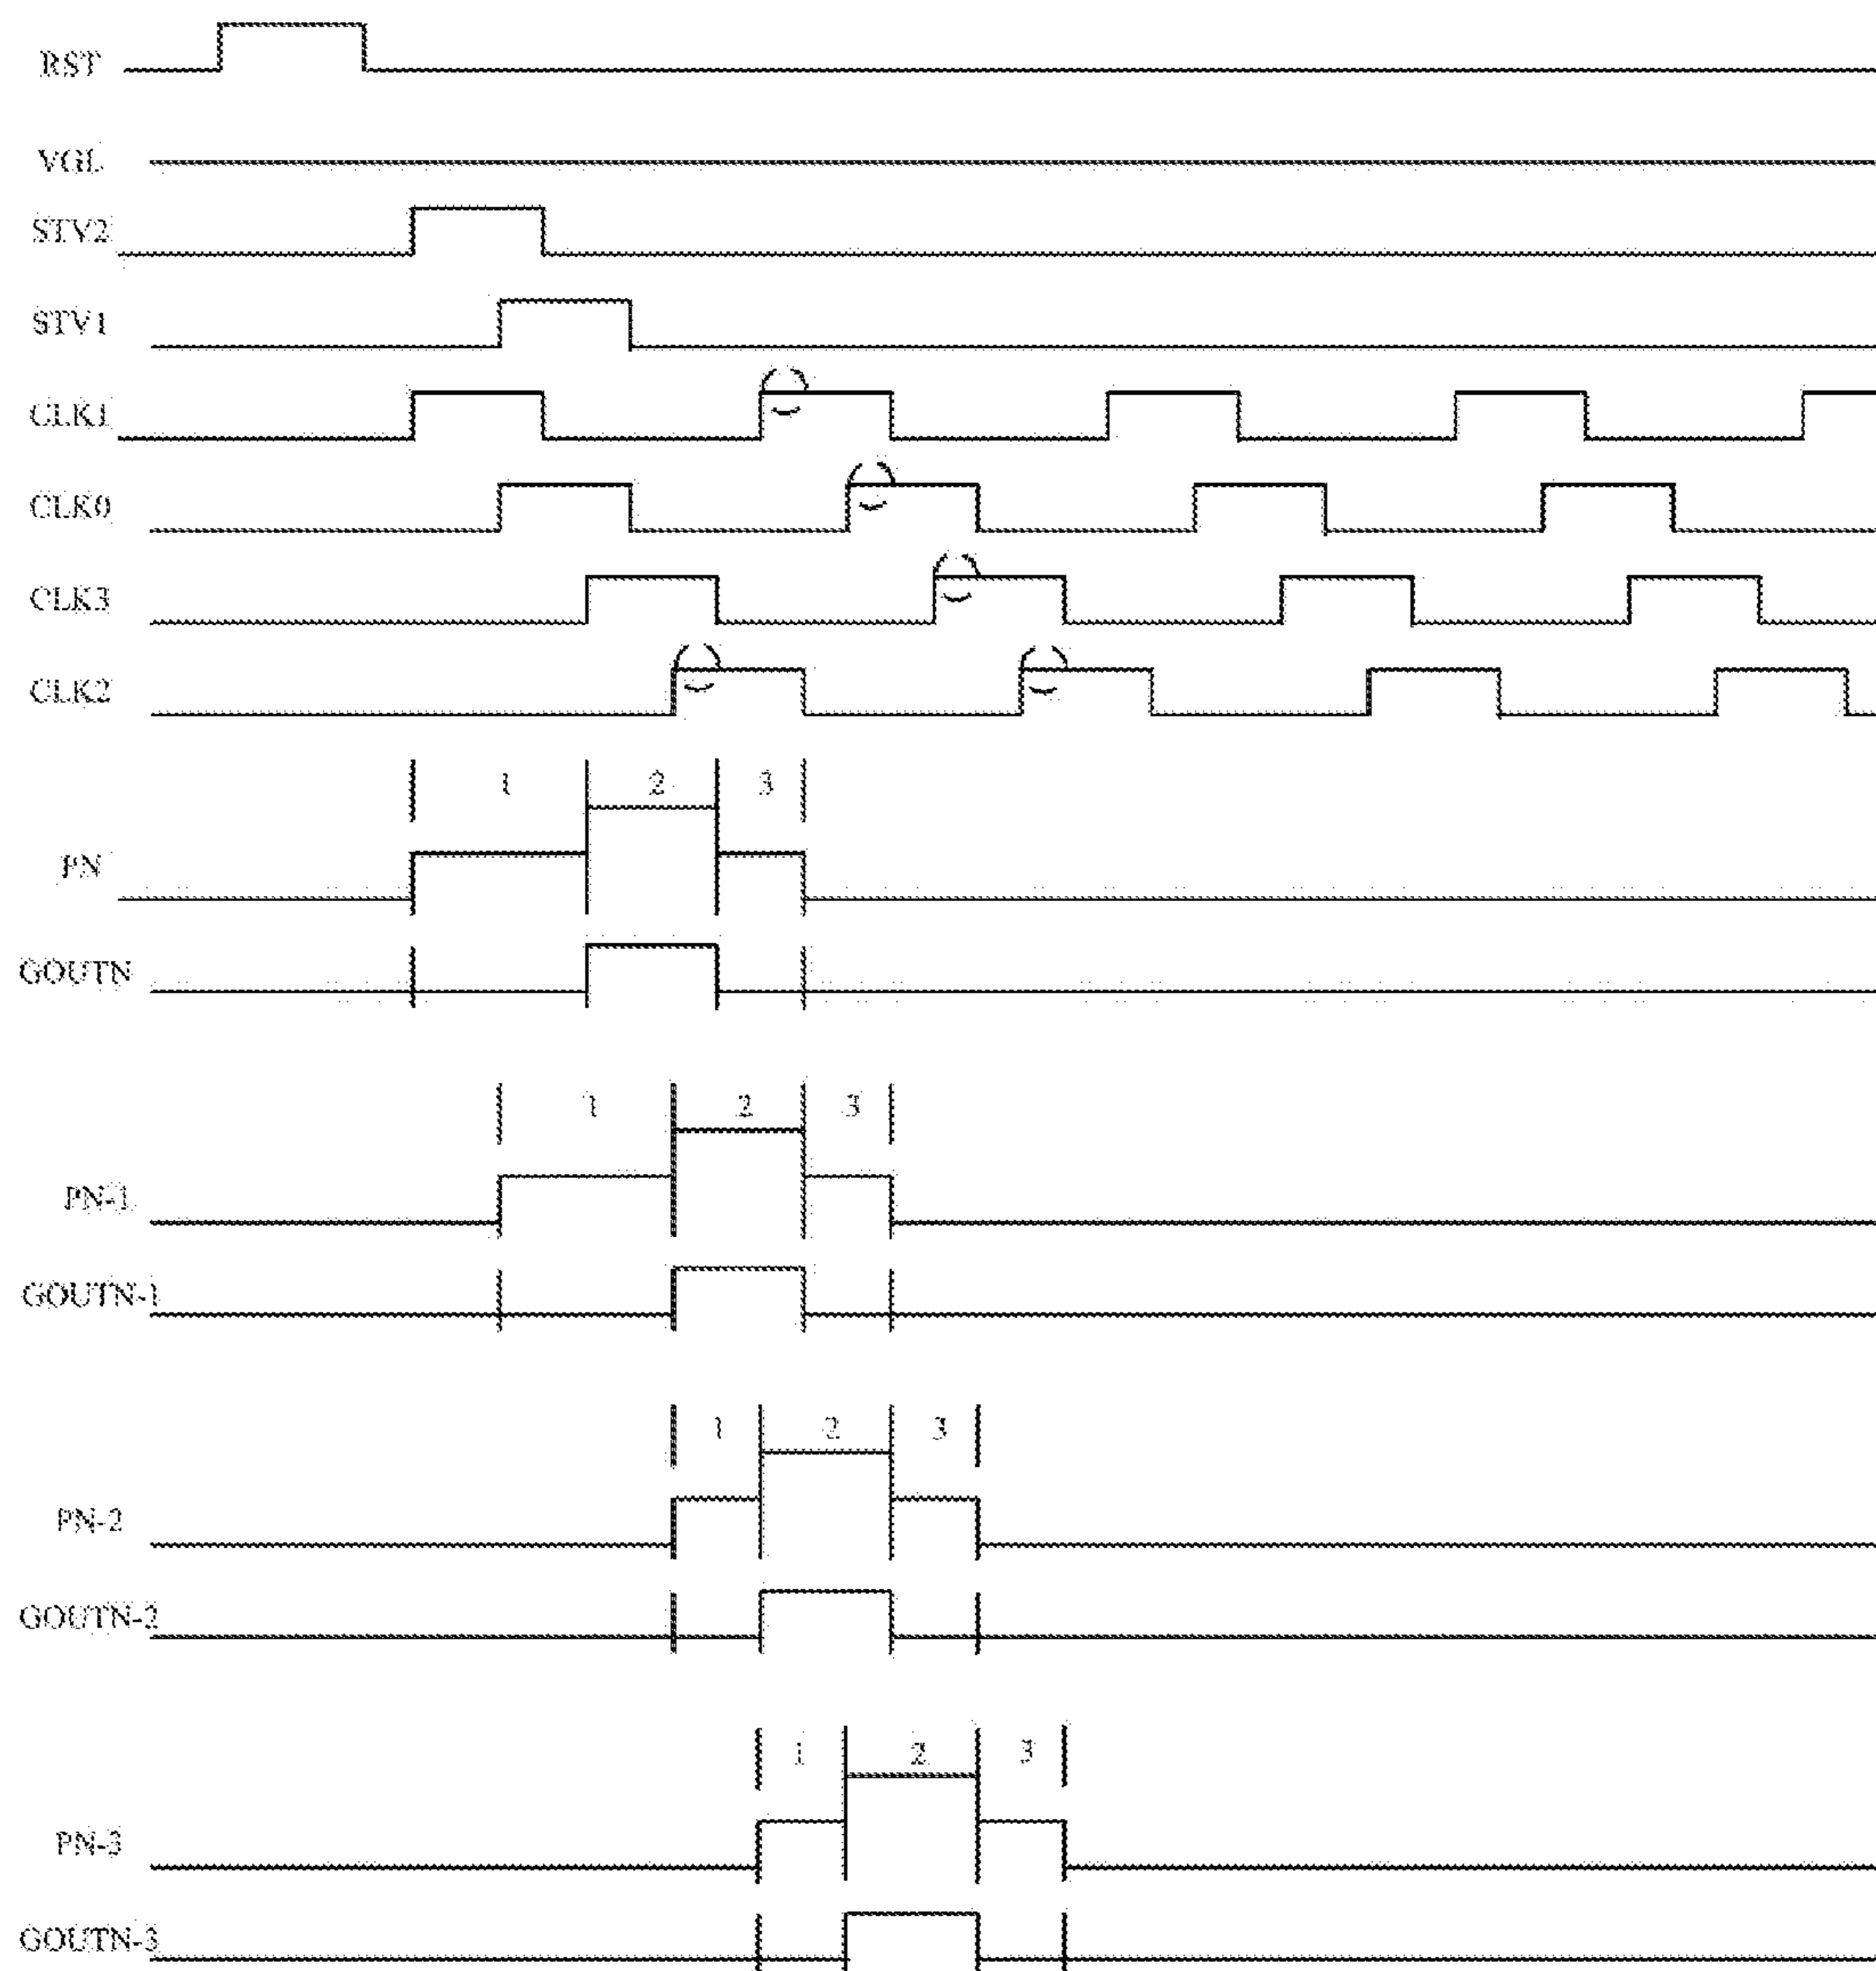 RST
VGL
STV2
STV1
CLK1
CLK0
CLK3
CLK2
1 2 3
PN
GOUTN
1 2 3
PN-1
GOUTN-1
1 2 3
PN-2
GOUTN-2
1 2 3
PN-3
GOUTN-3